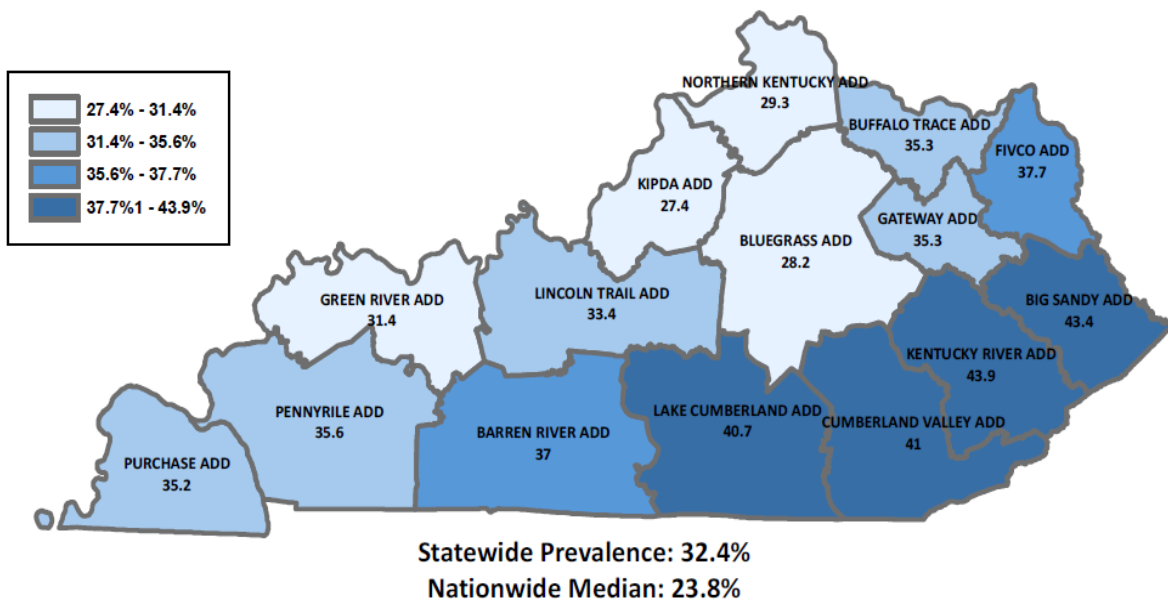 27.4% - 31.4%
31.4% - 35.6%
35.6% - 37.7%
37.7%1 - 43.9%
NORTHERN KENTUCKY ADD
29.3
BUFFALO TRACE ADD
35.3
FIVCO ADD
37.7
KIPDA ADD
27.4
GATEWAY ADD
35.3
BLUEGRASS ADD
28.2
GREEN RIVER ADD
31.4
LINCOLN TRAIL ADD
33.4
BIG SANDY ADD
43.4
KENTUCKY RIVER ADD
43.9
PENNYRILE ADD
35.6
LAKE CUMBERLAND ADD
40.7
CUMBERLAND VALLEY ADD
41
BARREN RIVER ADD
37
PURCHASE ADD
35.2
Statewide Prevalence: 32.4%
Nationwide Median: 23.8%